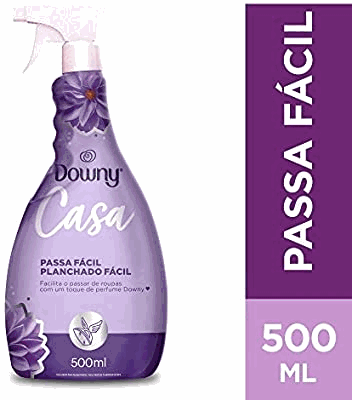 Downy
Casa
PASSA FÁCIL
PLANCHADO FÁCIL
Facilita o passar de roupas
com um toque de perfume Downy
500ml
PASSA FÁCIL
500
ML